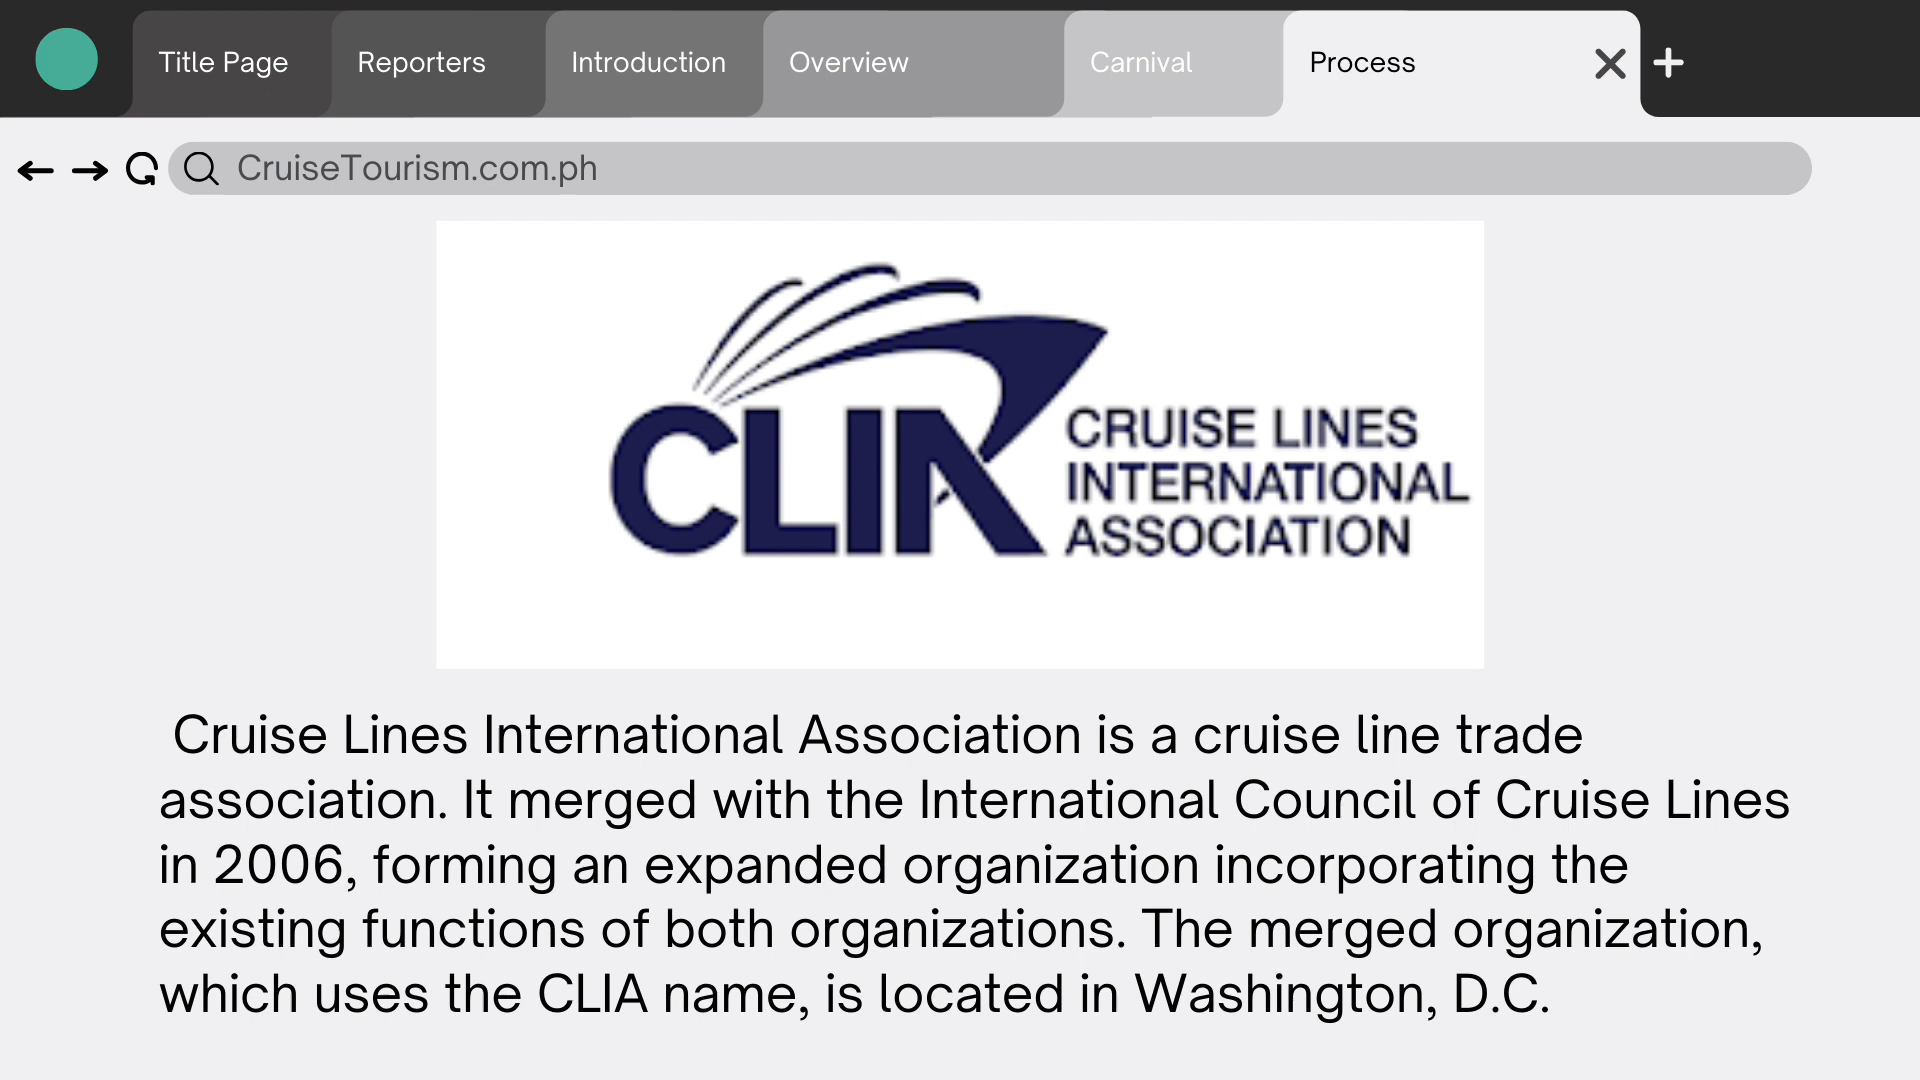 Title Page
Reporters
Introduction
Overview
Carnival
Process
CruiseTourism.com.ph
CLIA
CRUISE LINES
INTERNATIONAL
ASSOCIATION
Cruise Lines International Association is a cruise line trade
association. It merged with the International Council of Cruise Lines
in 2006, forming an expanded organization incorporating the
existing functions of both organizations. The merged organization,
which uses the CLIA name, is located in Washington, D.C.